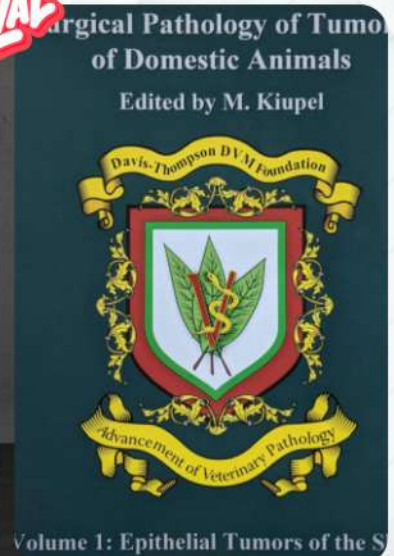 urgical Pathology of Tumo
of Domestic Animals
Edited by M. Kiupel
Davis-Thompson DVM Foundation
Advancement of Veterinary Pathology
Volume 1: Epithelial Tumors of the S